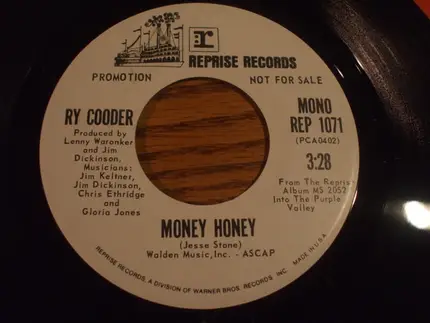 r REPRISE RECORDS
PROMOTION
NOT FOR SALE
RY COODER
Produced by
Lenny Waronker
and Jim
Dickinson,
Musicians:
Jim Keltner,
Jim Dickinson,
Chris Ethridge
and
Gloria Jones
MONO
REP 1071
(PCA0402)
3:28
From The Reprise
Album MS 2052
Into The Purple
Valley
MONEY HONEY
(Jesse Stone)
Walden Music, Inc. - ASCAP
REPRISE RECORDS, A DIVISION OF WARNER BROS. RECORDS INC. MADE IN U.S.A.